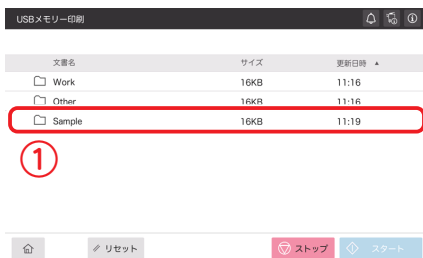 USBメモリー印刷
文書名 サイズ 更新日時 ▲
Work 16KB 11:16
Other 16KB 11:16
Sample 16KB 11:19
①
リセット ストップ スタート